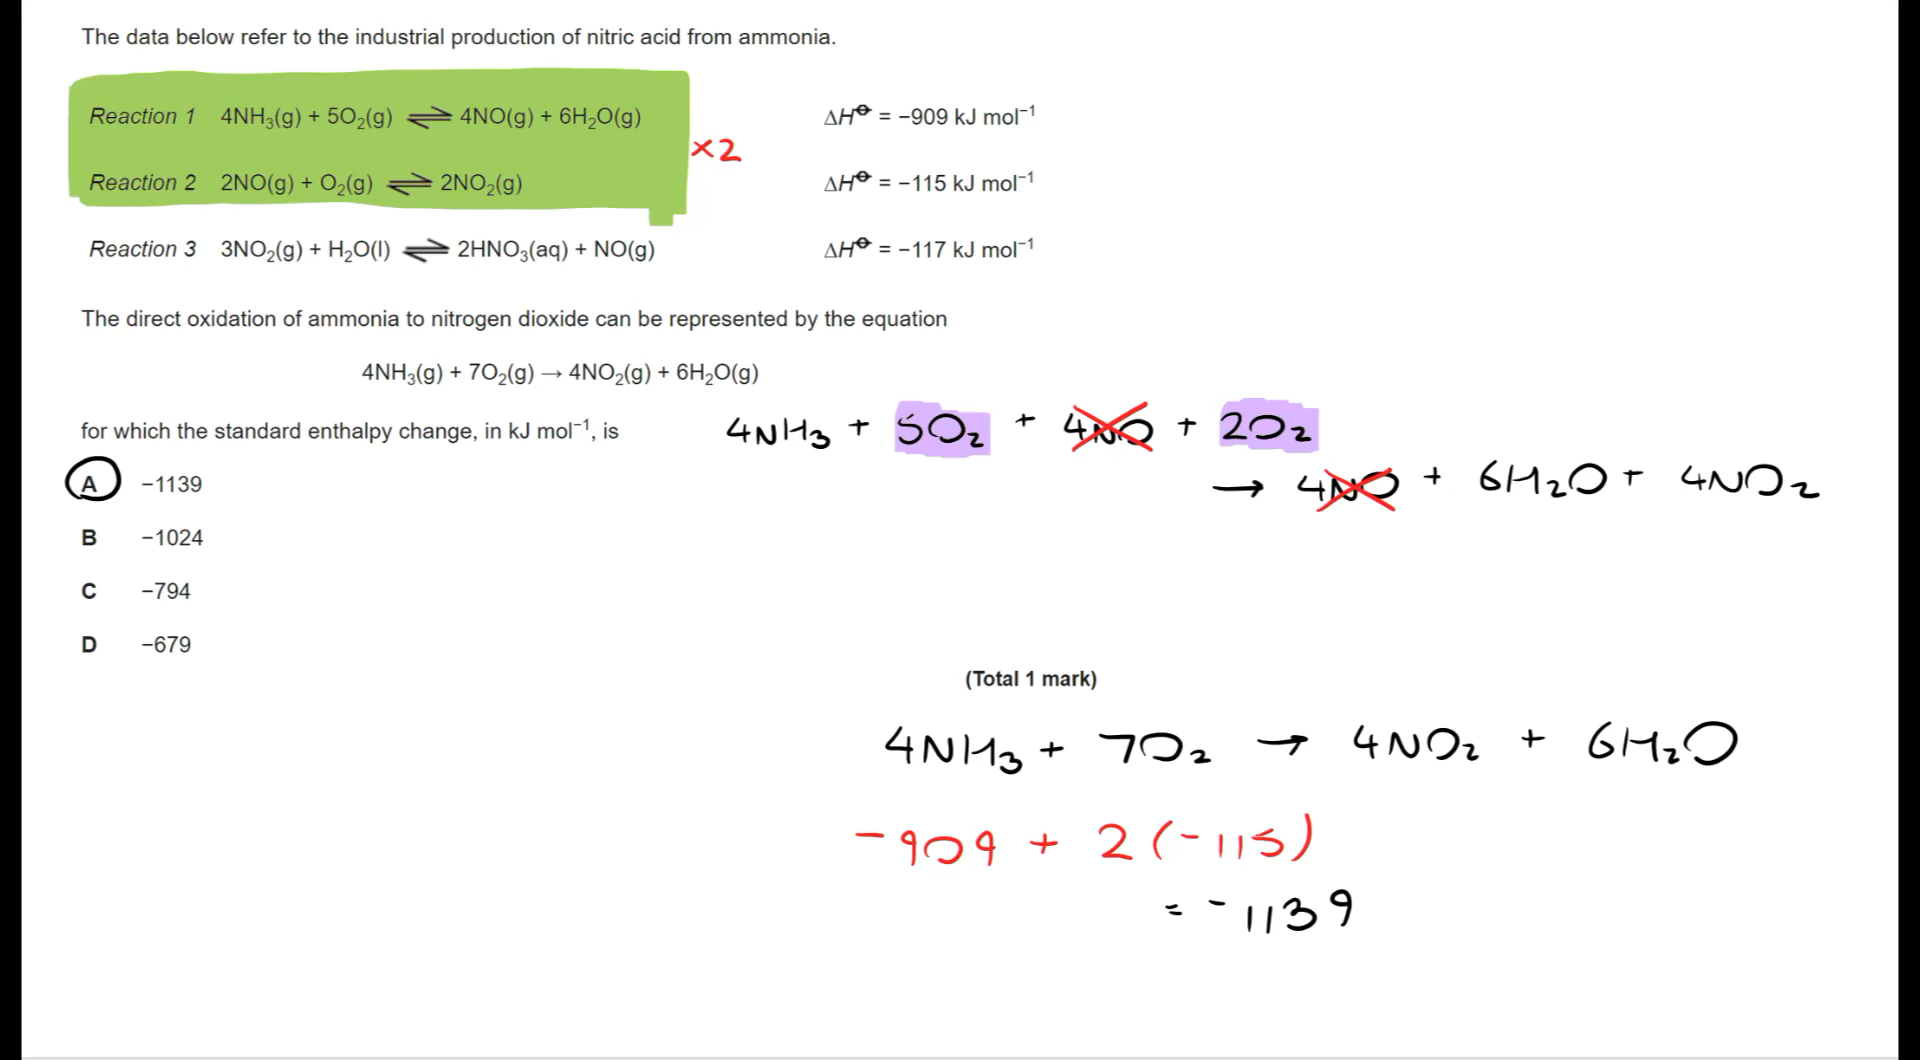 The data below refer to the industrial production of nitric acid from ammonia.
Reaction 1 4NH₃(g) + 5O₂(g) ⇌ 4NO(g) + 6H₂O(g) ΔH⦵ = −909 kJ mol⁻¹
×2
Reaction 2 2NO(g) + O₂(g) ⇌ 2NO₂(g) ΔH⦵ = −115 kJ mol⁻¹
Reaction 3 3NO₂(g) + H₂O(l) ⇌ 2HNO₃(aq) + NO(g) ΔH⦵ = −117 kJ mol⁻¹
The direct oxidation of ammonia to nitrogen dioxide can be represented by the equation
4NH₃(g) + 7O₂(g) → 4NO₂(g) + 6H₂O(g)
for which the standard enthalpy change, in kJ mol⁻¹, is
4NH₃ + 5O₂ + 4NO + 2O₂
→ 4NO + 6H₂O + 4NO₂
A −1139
B −1024
C −794
D −679
(Total 1 mark)
4NH₃ + 7O₂ → 4NO₂ + 6H₂O
-909 + 2(-115)
= -1139